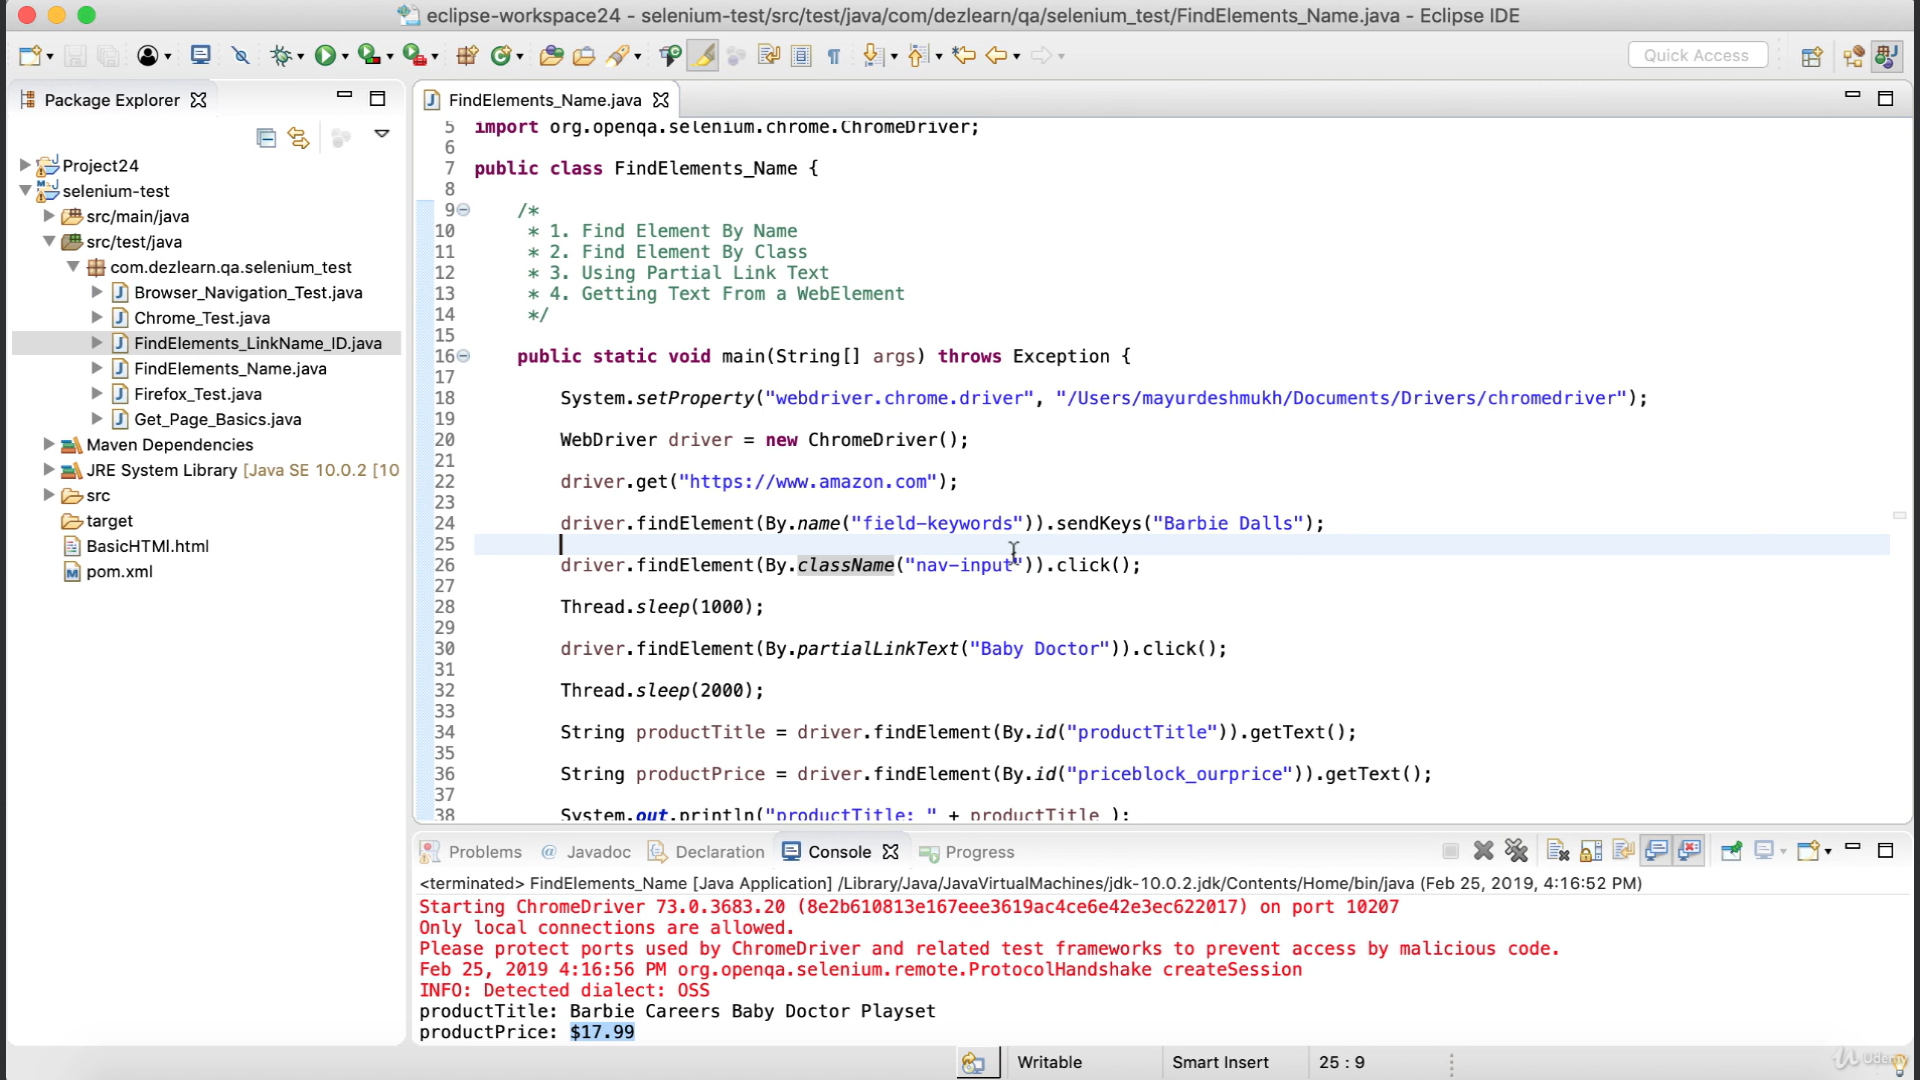 eclipse-workspace24 - selenium-test/src/test/java/com/dezlearn/qa/selenium_test/FindElements_Name.java - Eclipse IDE
Quick Access
Package Explorer
Project24
selenium-test
src/main/java
src/test/java
com.dezlearn.qa.selenium_test
Browser_Navigation_Test.java
Chrome_Test.java
FindElements_LinkName_ID.java
FindElements_Name.java
Firefox_Test.java
Get_Page_Basics.java
Maven Dependencies
JRE System Library [Java SE 10.0.2 [10
src
target
BasicHTMl.html
pom.xml
FindElements_Name.java
5 import org.openqa.selenium.chrome.ChromeDriver;
6
7 public class FindElements_Name {
8
9 /*
10 * 1. Find Element By Name
11 * 2. Find Element By Class
12 * 3. Using Partial Link Text
13 * 4. Getting Text From a WebElement
14 */
15
16 public static void main(String[] args) throws Exception {
17
18 System.setProperty("webdriver.chrome.driver", "/Users/mayurdeshmukh/Documents/Drivers/chromedriver");
19
20 WebDriver driver = new ChromeDriver();
21
22 driver.get("https://www.amazon.com");
23
24 driver.findElement(By.name("field-keywords")).sendKeys("Barbie Dalls");
25
26 driver.findElement(By.className("nav-input")).click();
27
28 Thread.sleep(1000);
29
30 driver.findElement(By.partialLinkText("Baby Doctor")).click();
31
32 Thread.sleep(2000);
33
34 String productTitle = driver.findElement(By.id("productTitle")).getText();
35
36 String productPrice = driver.findElement(By.id("priceblock_ourprice")).getText();
37
38 System.out.println("productTitle: " + productTitle );
Problems @ Javadoc Declaration Console Progress
<terminated> FindElements_Name [Java Application] /Library/Java/JavaVirtualMachines/jdk-10.0.2.jdk/Contents/Home/bin/java (Feb 25, 2019, 4:16:52 PM)
Starting ChromeDriver 73.0.3683.20 (8e2b610813e167eee3619ac4ce6e42e3ec622017) on port 10207
Only local connections are allowed.
Please protect ports used by ChromeDriver and related test frameworks to prevent access by malicious code.
Feb 25, 2019 4:16:56 PM org.openqa.selenium.remote.ProtocolHandshake createSession
INFO: Detected dialect: OSS
productTitle: Barbie Careers Baby Doctor Playset
productPrice: $17.99
Writable
Smart Insert
25 : 9
Udemy